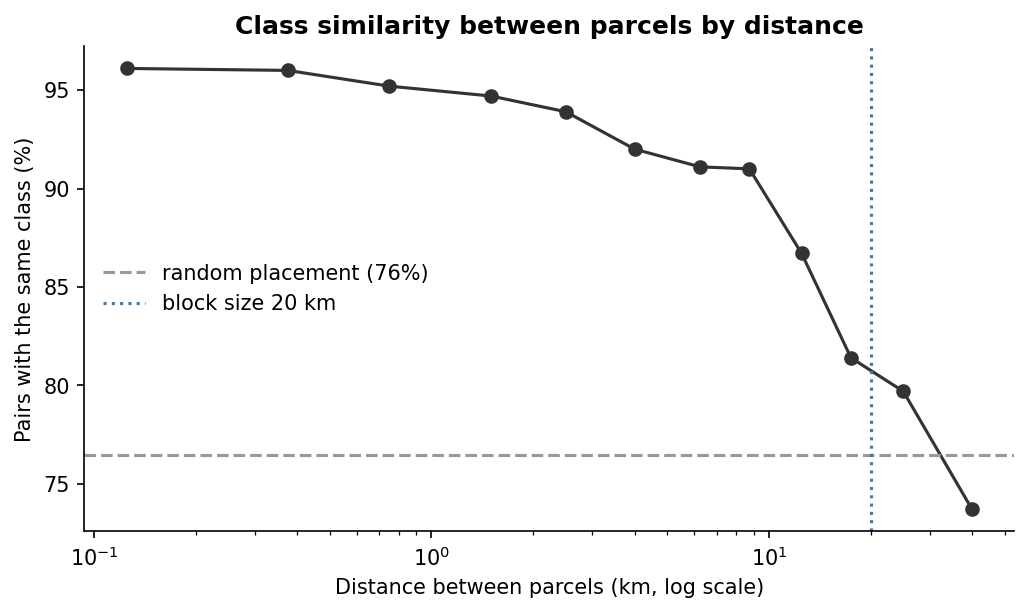 Class similarity between parcels by distance
Pairs with the same class (%)
95
90
85
80
75
random placement (76%)
block size 20 km
10⁻¹
10⁰
10¹
Distance between parcels (km, log scale)